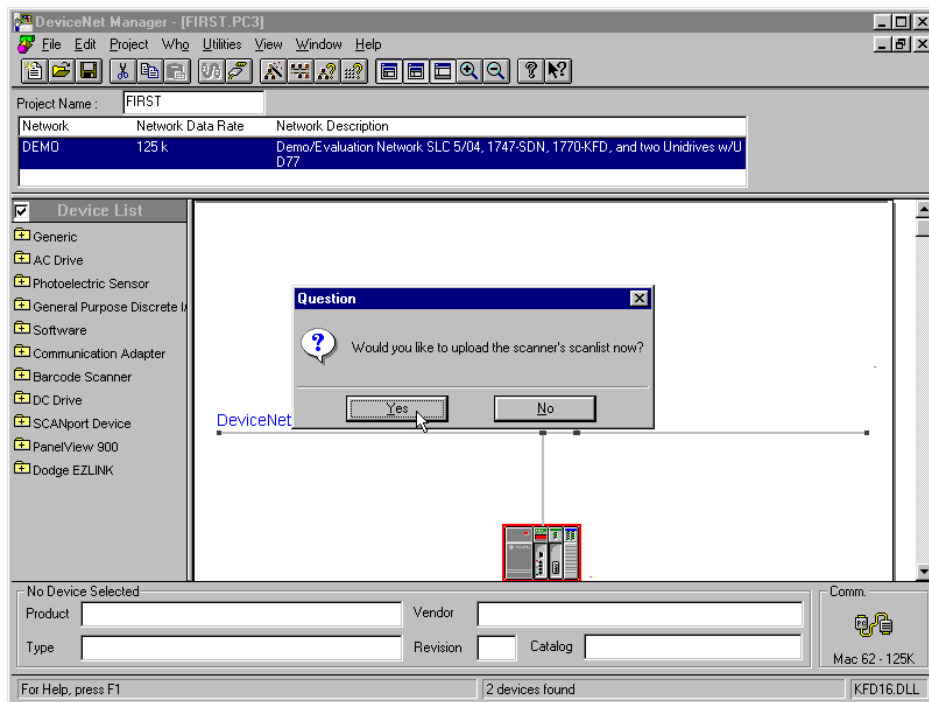 DeviceNet Manager - [FIRST.PC3]
File Edit Project Who Utilities View Window Help
Project Name : FIRST
Network Network Data Rate Network Description
DEMO 125 k Demo/Evaluation Network SLC 5/04, 1747-SDN, 1770-KFD, and two Unidrives w/U
D77
Device List
Generic
AC Drive
Photoelectric Sensor
General Purpose Discrete I/
Software
Communication Adapter
Barcode Scanner
DC Drive
SCANport Device
PanelView 900
Dodge EZLINK
Question
Would you like to upload the scanner's scanlist now?
Yes No
DeviceNet
No Device Selected
Product Vendor
Type Revision Catalog
Comm.
Mac 62 - 125K
For Help, press F1 2 devices found KFD16.DLL